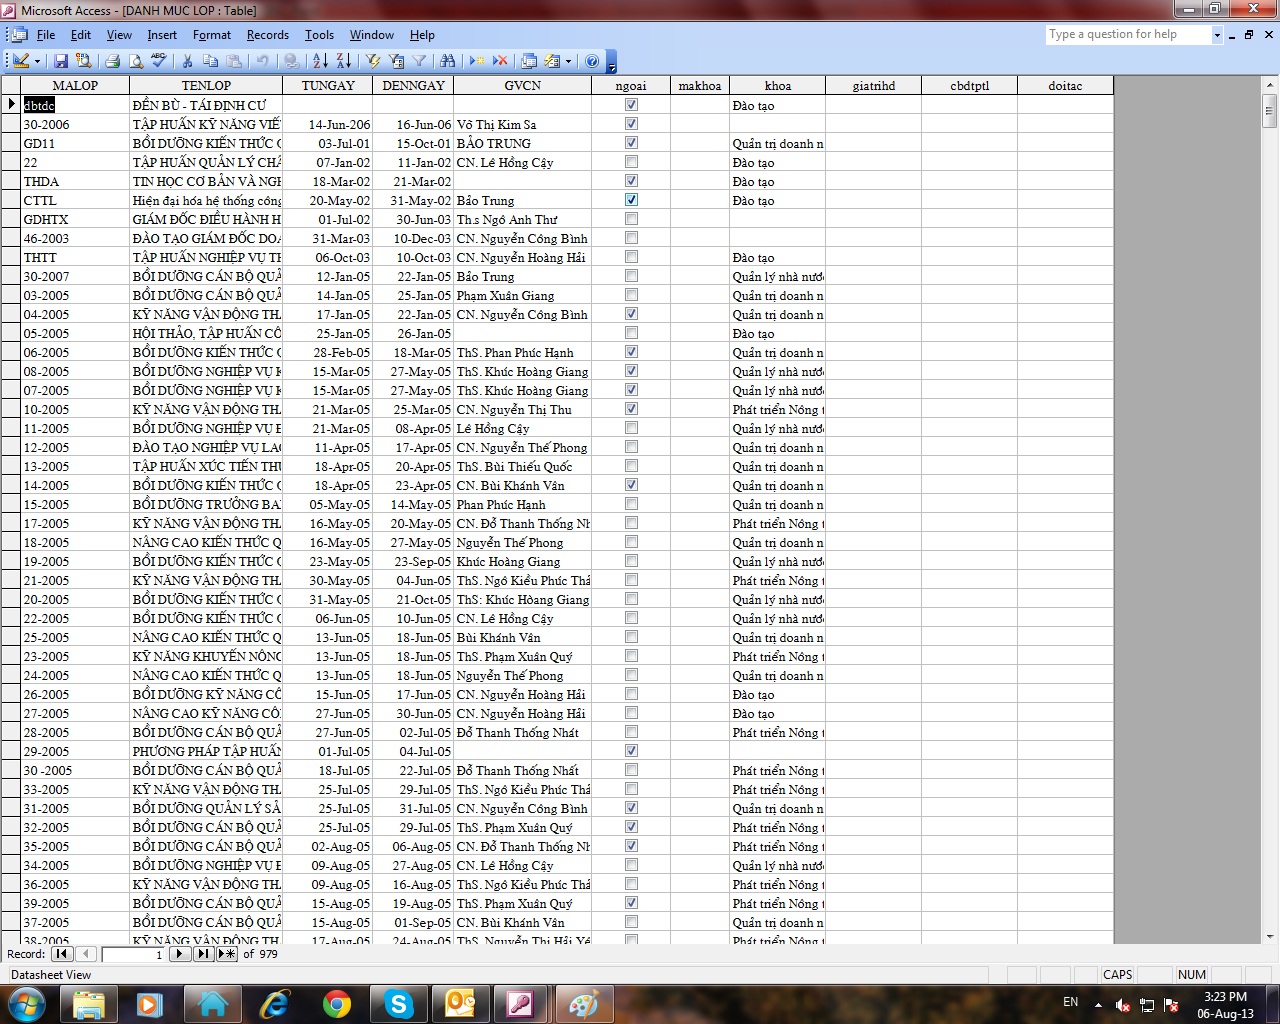 Microsoft Access - [DANH MUC LOP : Table]
File Edit View Insert Format Records Tools Window Help Type a question for help
MALOP TENLOP TUNGAY DENNGAY GVCN ngoai makhoa khoa giatrihd cbdtptl doitac
dbtdc ĐỀN BÙ - TÁI ĐỊNH CƯ Đào tạo
30-2006 TẬP HUẤN KỸ NĂNG VIẾ 14-Jun-206 16-Jun-06 Võ Thị Kim Sa
GD11 BỒI DƯỠNG KIẾN THỨC 03-Jul-01 15-Oct-01 BẢO TRUNG Quản trị doanh n
22 TẬP HUẤN QUẢN LÝ CHẤ 07-Jan-02 11-Jan-02 CN. Lê Hồng Cậy Đào tạo
THDA TIN HỌC CƠ BẢN VÀ NGH 18-Mar-02 21-Mar-02 Đào tạo
CTTL Hiện đại hóa hệ thống công 20-May-02 31-May-02 Bảo Trung Đào tạo
GDHTX GIÁM ĐỐC ĐIỀU HÀNH H 01-Jul-02 30-Jun-03 Th.s Ngô Anh Thư
46-2003 ĐÀO TẠO GIÁM ĐỐC DOA 31-Mar-03 10-Dec-03 CN. Nguyễn Công Bình
THTT TẬP HUẤN NGHIỆP VỤ TH 06-Oct-03 10-Oct-03 CN. Nguyễn Hoàng Hải Đào tạo
30-2007 BỒI DƯỠNG CÁN BỘ QUẢ 12-Jan-05 22-Jan-05 Bảo Trung Quản lý nhà nướ
03-2005 BỒI DƯỠNG CÁN BỘ QUẢ 14-Jan-05 25-Jan-05 Phạm Xuân Giang Quản trị doanh n
04-2005 KỸ NĂNG VẬN ĐỘNG THA 17-Jan-05 22-Jan-05 CN. Nguyễn Công Bình Quản trị doanh n
05-2005 HỘI THẢO, TẬP HUẤN CÔ 25-Jan-05 26-Jan-05 Đào tạo
06-2005 BỒI DƯỠNG KIẾN THỨC 28-Feb-05 18-Mar-05 ThS. Phan Phúc Hạnh Quản trị doanh n
08-2005 BỒI DƯỠNG NGHIỆP VỤ K 15-Mar-05 27-May-05 ThS. Khúc Hoàng Giang Quản lý nhà nướ
07-2005 BỒI DƯỠNG NGHIỆP VỤ K 15-Mar-05 27-May-05 ThS. Khúc Hoàng Giang Quản lý nhà nướ
10-2005 KỸ NĂNG VẬN ĐỘNG THA 21-Mar-05 25-Mar-05 CN. Nguyễn Thị Thu Phát triển Nông t
11-2005 BỒI DƯỠNG NGHIỆP VỤ 21-Mar-05 08-Apr-05 Lê Hồng Cậy Quản lý nhà nướ
12-2005 ĐÀO TẠO NGHIỆP VỤ LAO 11-Apr-05 17-Apr-05 CN. Nguyễn Thế Phong Quản trị doanh n
13-2005 TẬP HUẤN XÚC TIẾN THƯ 18-Apr-05 20-Apr-05 ThS. Bùi Thiếu Quốc Quản trị doanh n
14-2005 BỒI DƯỠNG KIẾN THỨC 18-Apr-05 23-Apr-05 CN. Bùi Khánh Vân Quản trị doanh n
15-2005 BỒI DƯỠNG TRƯỞNG BA 05-May-05 14-May-05 Phan Phúc Hạnh Quản trị doanh n
17-2005 KỸ NĂNG VẬN ĐỘNG THA 16-May-05 20-May-05 CN. Đỗ Thanh Thống Nh Phát triển Nông t
18-2005 NÂNG CAO KIẾN THỨC Q 16-May-05 27-May-05 Nguyễn Thế Phong Quản trị doanh n
19-2005 BỒI DƯỠNG KIẾN THỨC 23-May-05 23-Sep-05 Khúc Hoàng Giang Quản lý nhà nướ
21-2005 KỸ NĂNG VẬN ĐỘNG THA 30-May-05 04-Jun-05 ThS. Ngô Kiều Phúc Thả Phát triển Nông t
20-2005 BỒI DƯỠNG KIẾN THỨC 31-May-05 21-Oct-05 ThS: Khúc Hòang Giang Quản lý nhà nướ
22-2005 BỒI DƯỠNG KIẾN THỨC 06-Jun-05 10-Jun-05 CN. Lê Hồng Cậy Quản lý nhà nướ
25-2005 NÂNG CAO KIẾN THỨC Q 13-Jun-05 18-Jun-05 Bùi Khánh Vân Quản trị doanh n
23-2005 KỸ NĂNG KHUYẾN NÔNG 13-Jun-05 18-Jun-05 ThS. Phạm Xuân Quý Phát triển Nông t
24-2005 NÂNG CAO KIẾN THỨC Q 13-Jun-05 18-Jun-05 Nguyễn Thế Phong Quản trị doanh n
26-2005 BỒI DƯỠNG KỸ NĂNG CÔ 15-Jun-05 17-Jun-05 CN. Nguyễn Hoàng Hải Đào tạo
27-2005 NÂNG CAO KỸ NĂNG CÔN 27-Jun-05 30-Jun-05 CN. Nguyễn Hoàng Hải Đào tạo
28-2005 BỒI DƯỠNG CÁN BỘ QUẢ 27-Jun-05 02-Jul-05 Đỗ Thanh Thống Nhát Phát triển Nông t
29-2005 PHƯƠNG PHÁP TẬP HUẤN 01-Jul-05 04-Jul-05
30 -2005 BỒI DƯỠNG CÁN BỘ QUẢ 18-Jul-05 22-Jul-05 Đỗ Thanh Thống Nhất Phát triển Nông t
33-2005 KỸ NĂNG VẬN ĐỘNG THA 25-Jul-05 29-Jul-05 ThS. Ngô Kiều Phúc Thả Phát triển Nông t
31-2005 BỒI DƯỠNG QUẢN LÝ SẢ 25-Jul-05 31-Jul-05 CN. Nguyễn Công Bình Quản trị doanh n
32-2005 BỒI DƯỠNG CÁN BỘ QUẢ 25-Jul-05 29-Jul-05 ThS. Phạm Xuân Quý Phát triển Nông t
35-2005 BỒI DƯỠNG CÁN BỘ QUẢ 02-Aug-05 06-Aug-05 CN. Đỗ Thanh Thống Nh Phát triển Nông t
34-2005 BỒI DƯỠNG NGHIỆP VỤ 09-Aug-05 27-Aug-05 CN. Lê Hồng Cậy Quản lý nhà nướ
36-2005 KỸ NĂNG VẬN ĐỘNG THA 09-Aug-05 16-Aug-05 ThS. Ngô Kiều Phúc Thả Phát triển Nông t
39-2005 BỒI DƯỠNG CÁN BỘ QUẢ 15-Aug-05 19-Aug-05 ThS. Phạm Xuân Quý Phát triển Nông t
37-2005 BỒI DƯỠNG CÁN BỘ QUẢ 15-Aug-05 01-Sep-05 CN. Bùi Khánh Vân Quản trị doanh n
38-2005 KỸ NĂNG VẬN ĐỘNG THA 17-Aug-05 24-Aug-05 ThS. Nguyễn Thị Hải Yế Phát triển Nông t
Record: 1 of 979
Datasheet View CAPS NUM
EN 3:23 PM
06-Aug-13